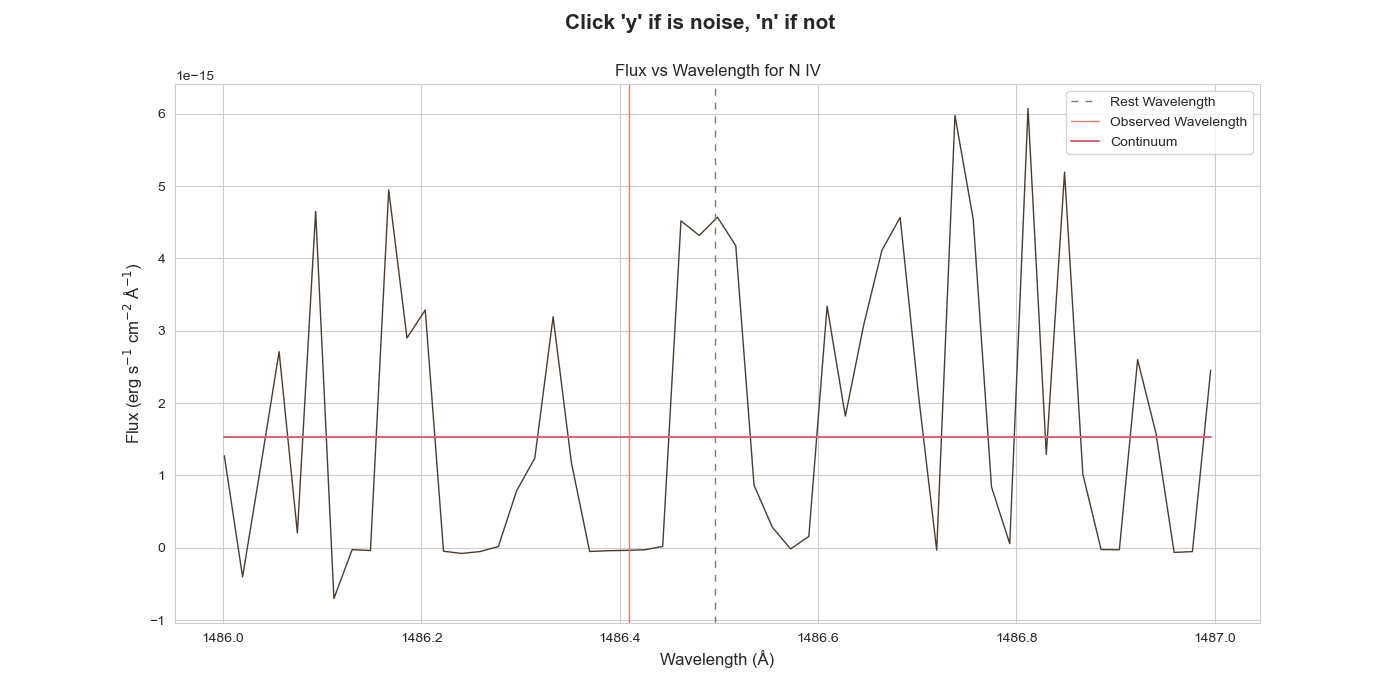 Click 'y' if is noise, 'n' if not
Flux vs Wavelength for N IV
1e−15
Rest Wavelength
Observed Wavelength
Continuum
6
5
4
3
2
1
0
−1
Flux (erg s⁻¹ cm⁻² Å⁻¹)
1486.0 1486.2 1486.4 1486.6 1486.8 1487.0
Wavelength (Å)